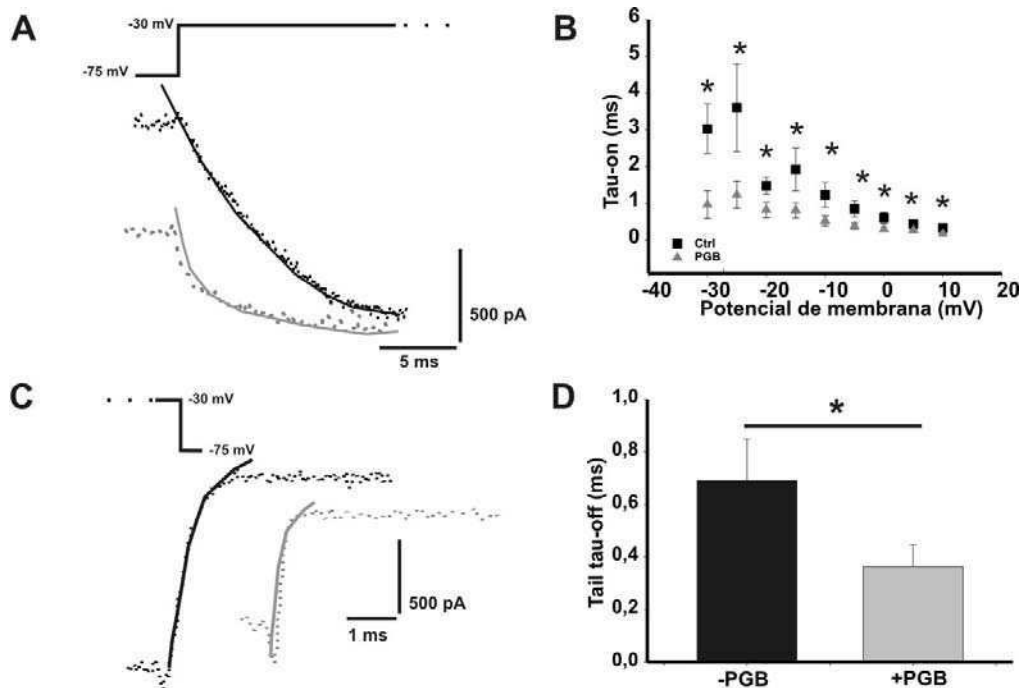 A
-30 mV
-75 mV
500 pA
5 ms
B
Tau-on (ms)
6
5
4
3
2
1
0
* * * * * * * * *
Ctrl
PGB
-40 -30 -20 -10 0 10 20
Potencial de membrana (mV)
C
-30 mV
-75 mV
500 pA
1 ms
D
Tail tau-off (ms)
1,0
0,8
0,6
0,4
0,2
0,0
*
-PGB +PGB